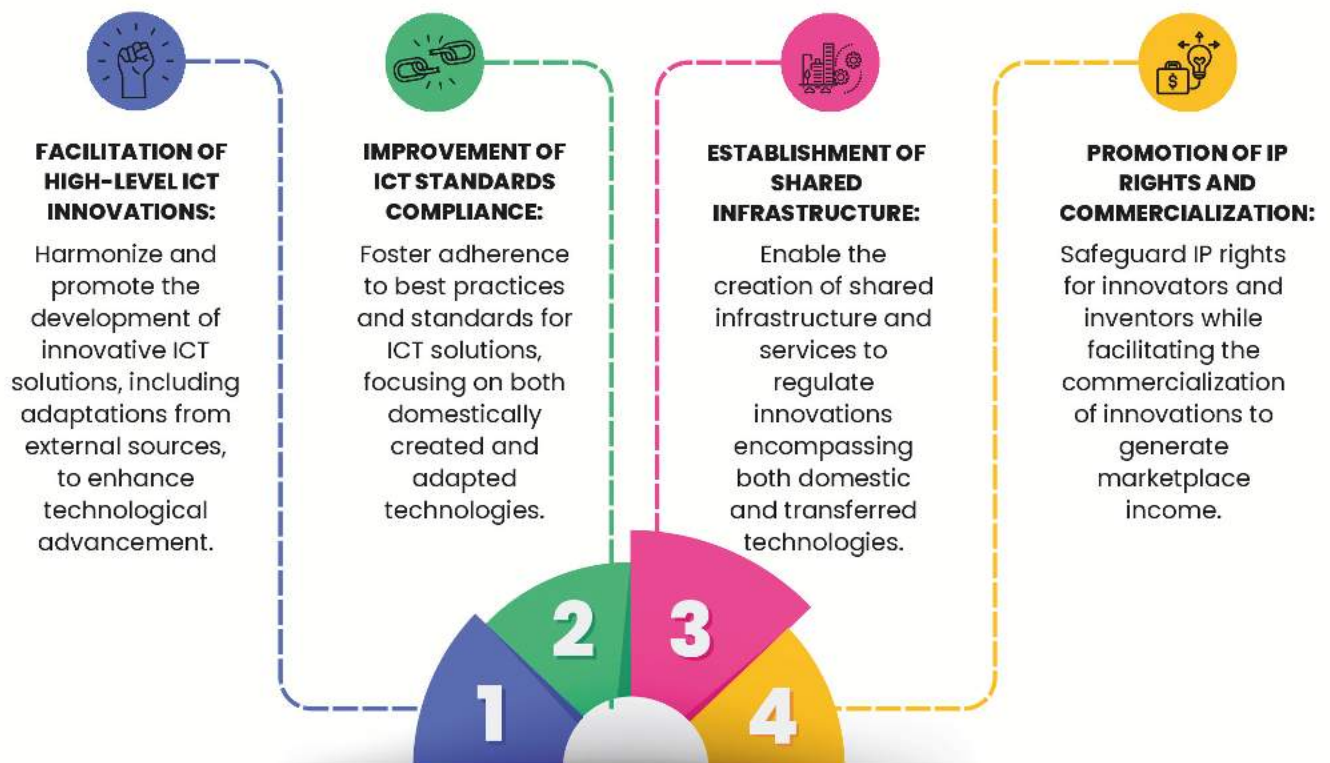 FACILITATION OF
HIGH-LEVEL ICT
INNOVATIONS:
Harmonize and
promote the
development of
innovative ICT
solutions, including
adaptations from
external sources,
to enhance
technological
advancement.
IMPROVEMENT OF
ICT STANDARDS
COMPLIANCE:
Foster adherence
to best practices
and standards for
ICT solutions,
focusing on both
domestically
created and
adapted
technologies.
ESTABLISHMENT OF
SHARED
INFRASTRUCTURE:
Enable the
creation of shared
infrastructure and
services to
regulate
innovations
encompassing
both domestic
and transferred
technologies.
PROMOTION OF IP
RIGHTS AND
COMMERCIALIZATION:
Safeguard IP rights
for innovators and
inventors while
facilitating the
commercialization
of innovations to
generate
marketplace
income.
$
1
2
3
4